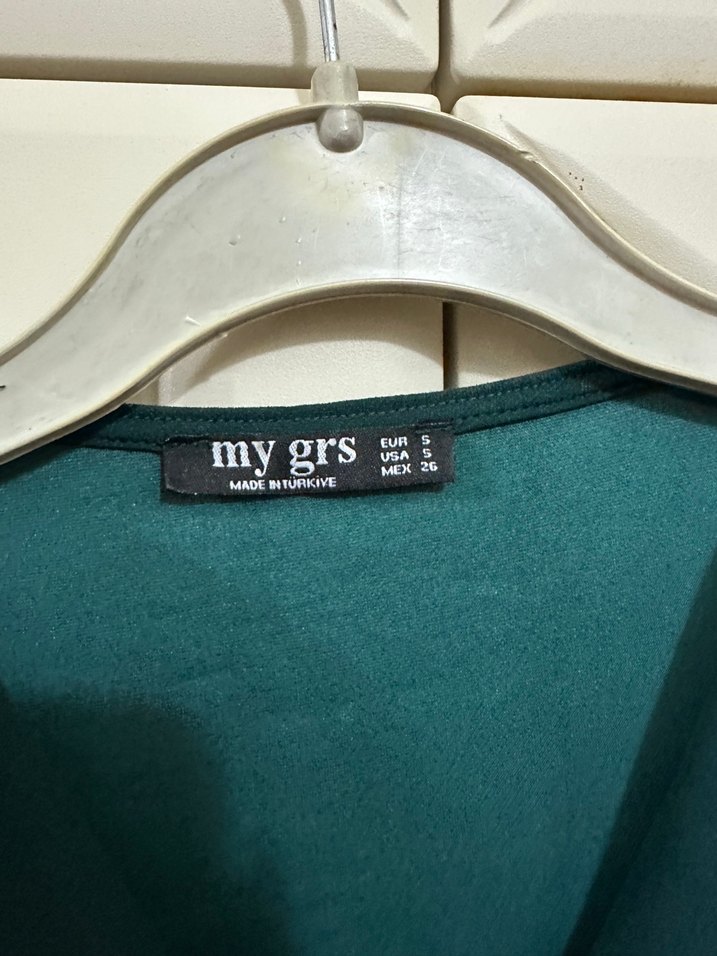 my grs
MADE IN TÜRKİYE
EUR S
USA S
MEX 26